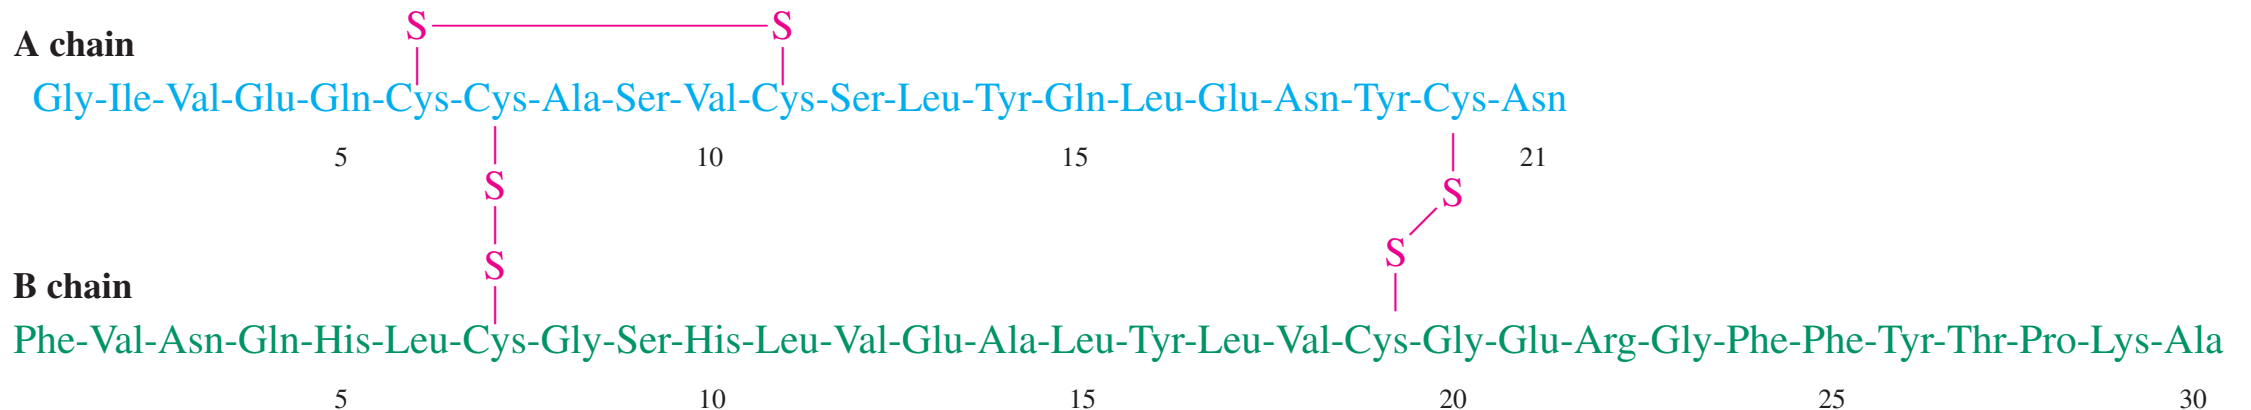 S S
A chain
Gly-Ile-Val-Glu-Gln-Cys-Cys-Ala-Ser-Val-Cys-Ser-Leu-Tyr-Gln-Leu-Glu-Asn-Tyr-Cys-Asn
5 10 15 21
S S
S
S
B chain
Phe-Val-Asn-Gln-His-Leu-Cys-Gly-Ser-His-Leu-Val-Glu-Ala-Leu-Tyr-Leu-Val-Cys-Gly-Glu-Arg-Gly-Phe-Phe-Tyr-Thr-Pro-Lys-Ala
5 10 15 20 25 30